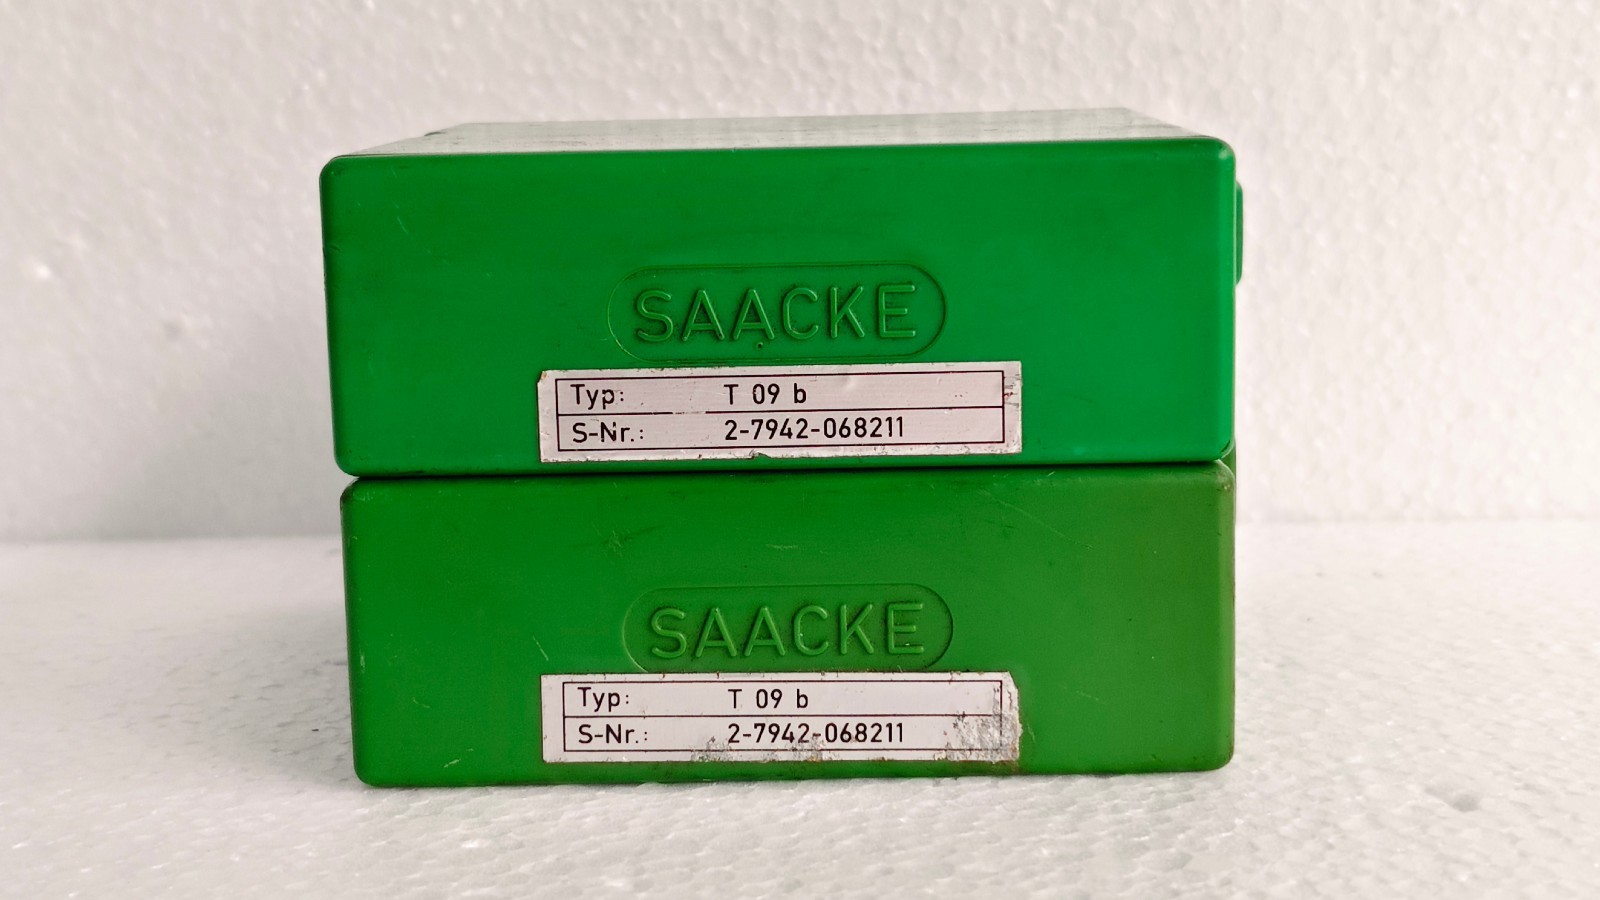 SAACKE
Typ: T 09 b
S-Nr.: 2-7942-068211
SAACKE
Typ: T 09 b
S-Nr.: 2-7942-068211